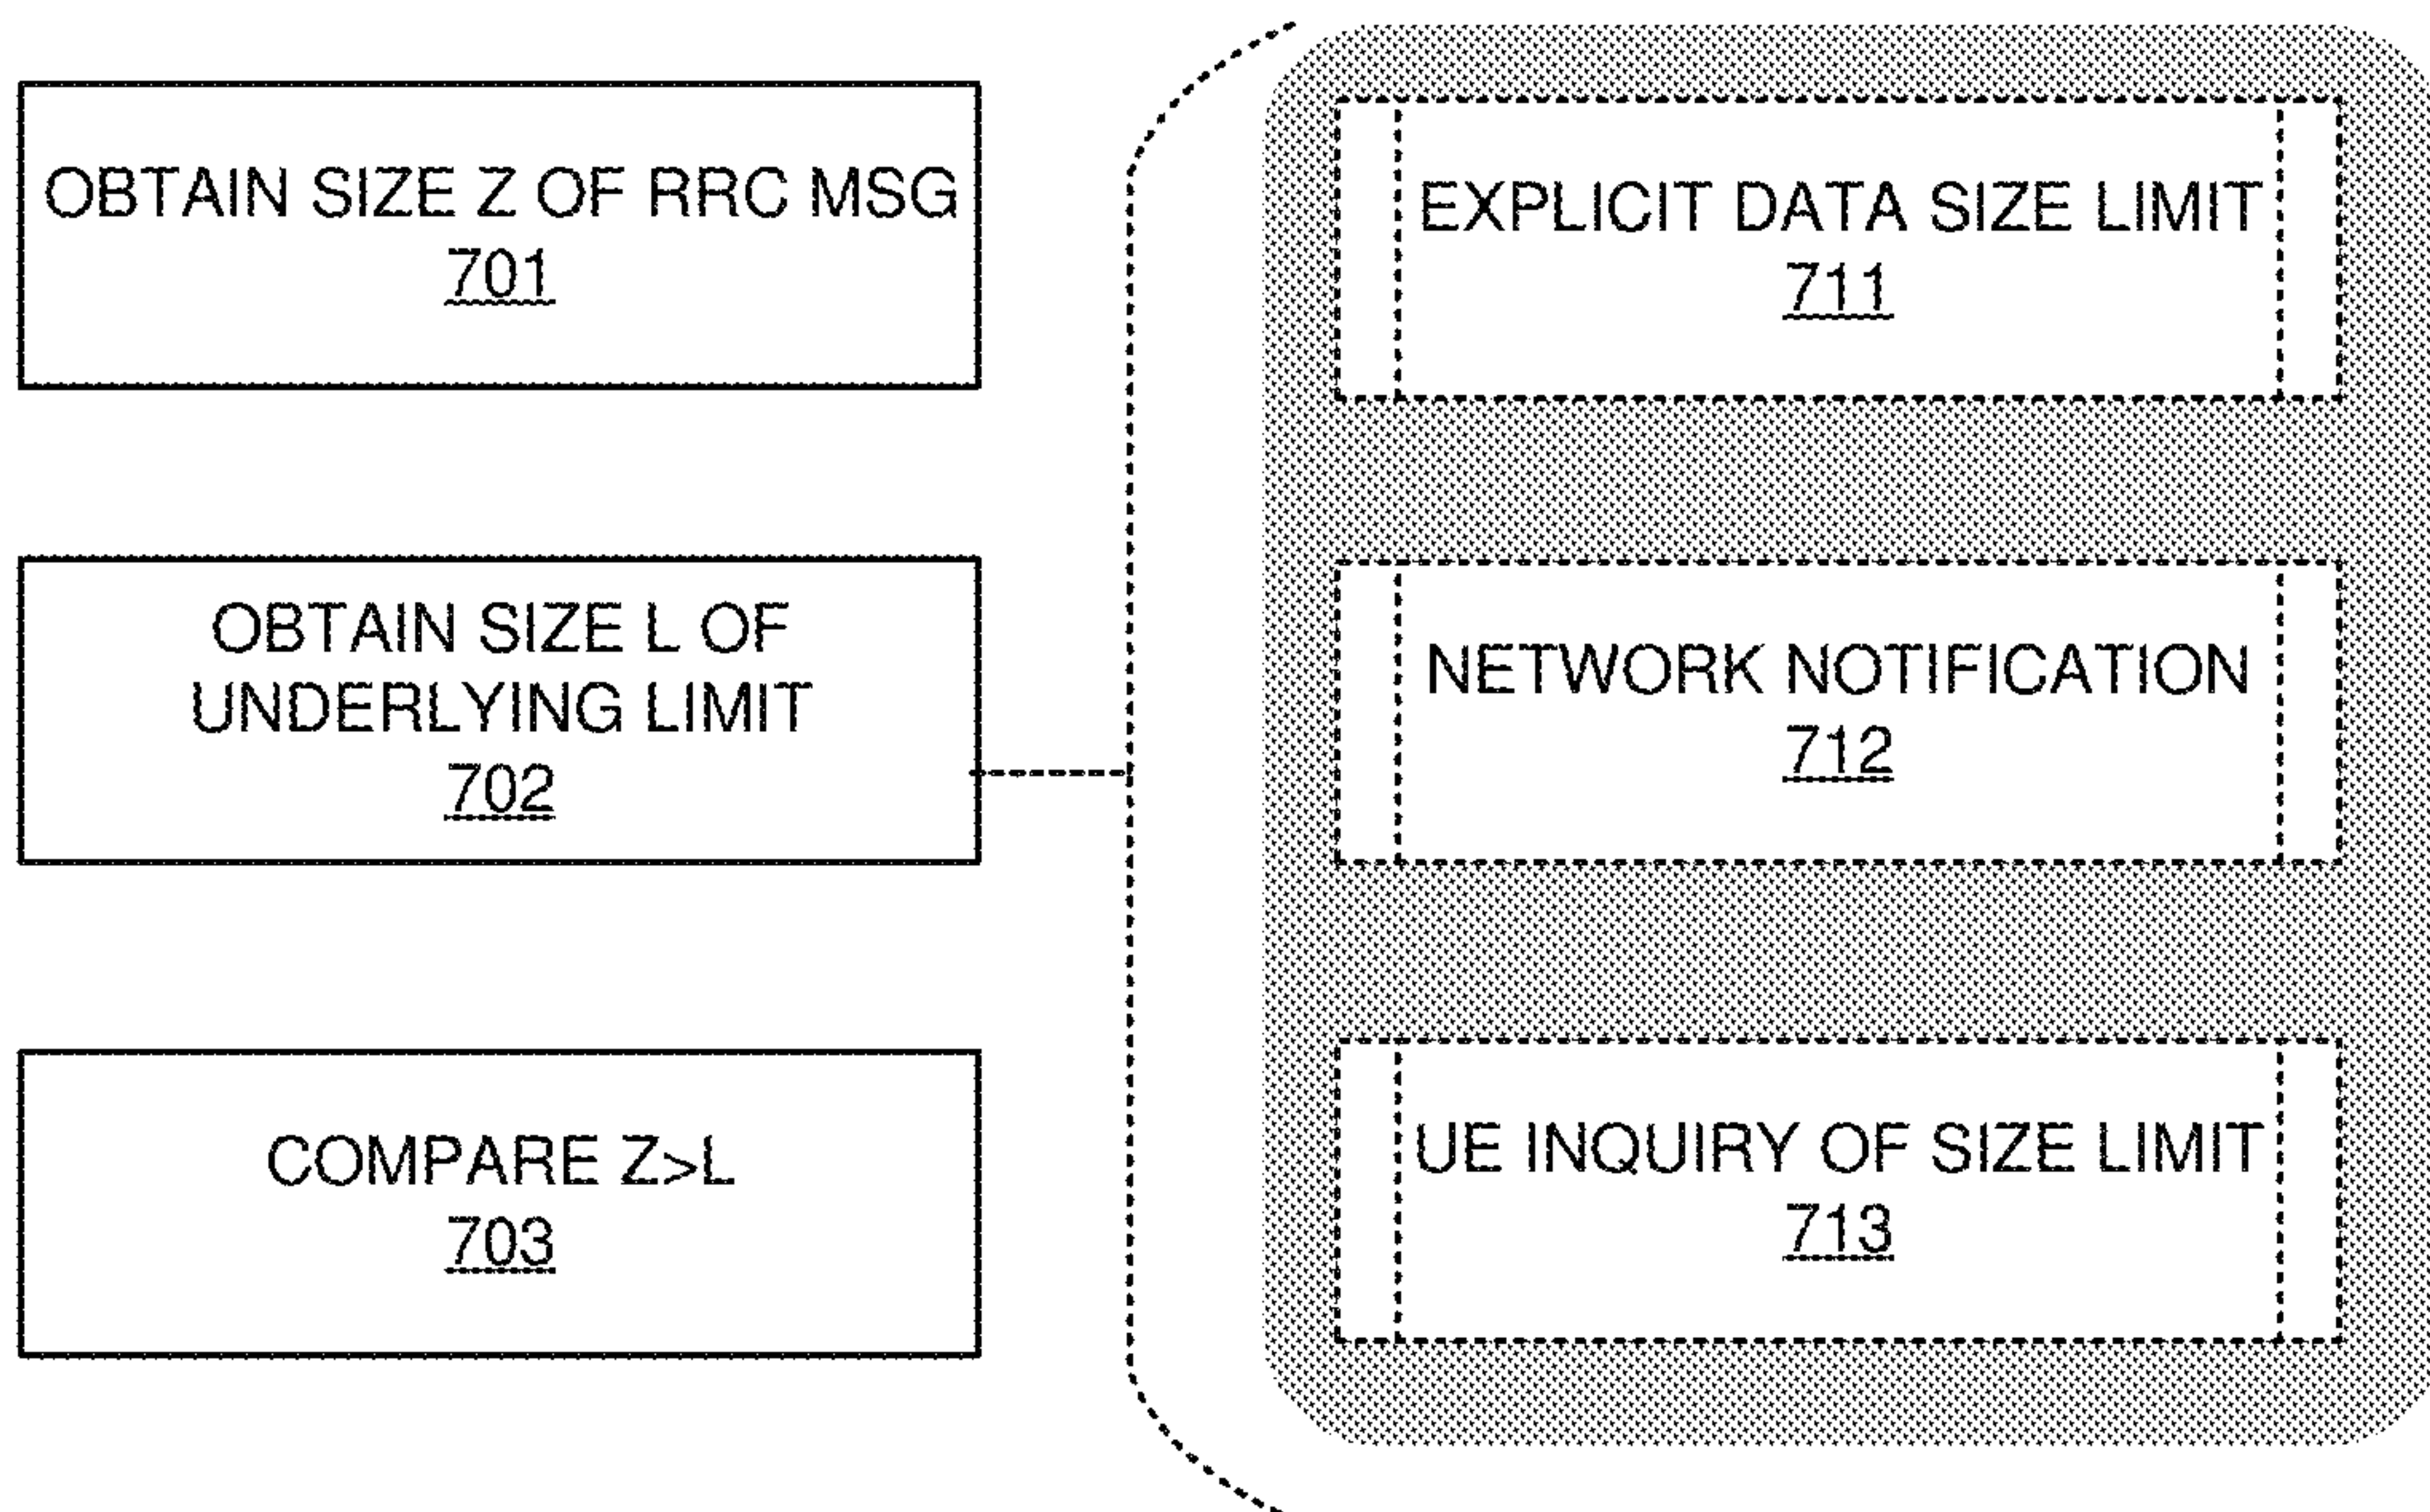 OBTAIN SIZE Z OF RRC MSG
701
OBTAIN SIZE L OF
UNDERLYING LIMIT
702
COMPARE Z>L
703
EXPLICIT DATA SIZE LIMIT
711
NETWORK NOTIFICATION
712
UE INQUIRY OF SIZE LIMIT
713